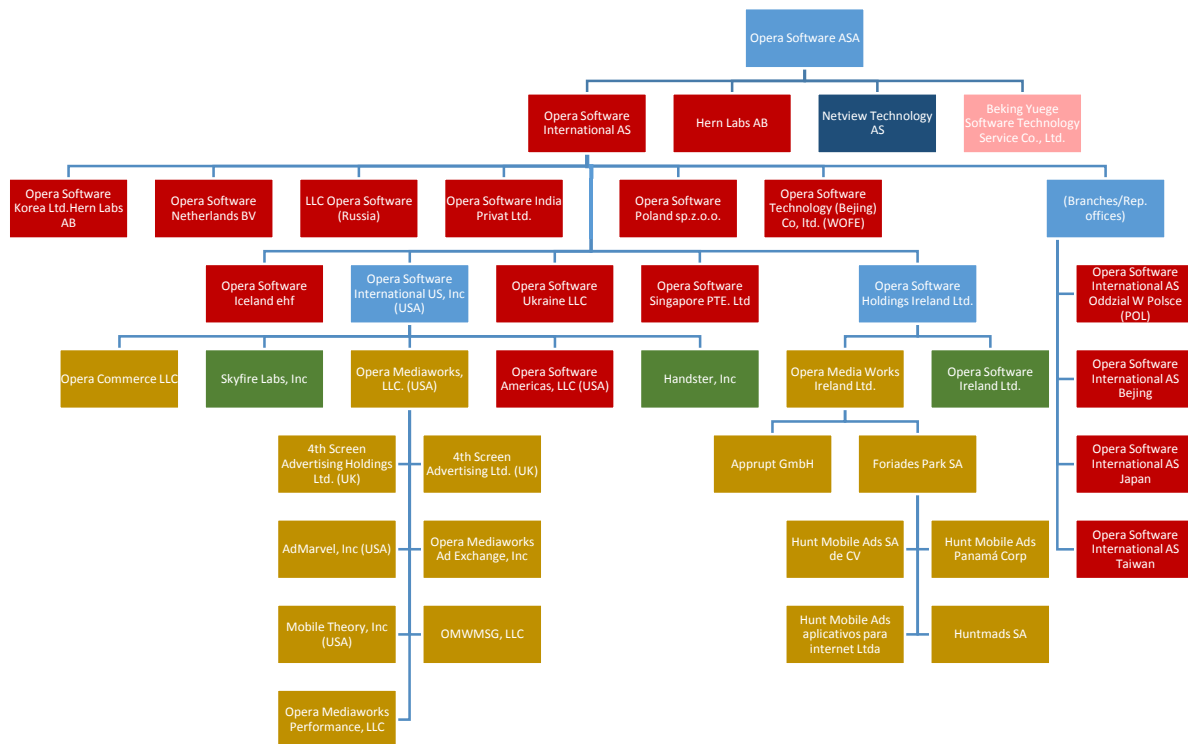 Opera Software ASA
Opera Software
International AS
Hern Labs AB
Netview Technology
AS
Beking Yuege
Software Technology
Service Co., Ltd.
Opera Software
Korea Ltd.Hern Labs
AB
Opera Software
Netherlands BV
LLC Opera Software
(Russia)
Opera Software India
Privat Ltd.
Opera Software
Poland sp.z.o.o.
Opera Software
Technology (Bejing)
Co, ltd. (WOFE)
(Branches/Rep.
offices)
Opera Software
Iceland ehf
Opera Software
International US, Inc
(USA)
Opera Software
Ukraine LLC
Opera Software
Singapore PTE. Ltd
Opera Software
Holdings Ireland Ltd.
Opera Software
International AS
Oddzial W Polsce
(POL)
Opera Commerce LLC
Skyfire Labs, Inc
Opera Mediaworks,
LLC. (USA)
Opera Software
Americas, LLC (USA)
Handster, Inc
Opera Media Works
Ireland Ltd.
Opera Software
Ireland Ltd.
Opera Software
International AS
Bejing
4th Screen
Advertising Holdings
Ltd. (UK)
4th Screen
Advertising Ltd. (UK)
Apprupt GmbH
Foriades Park SA
Opera Software
International AS
Japan
AdMarvel, Inc (USA)
Opera Mediaworks
Ad Exchange, Inc
Hunt Mobile Ads SA
de CV
Hunt Mobile Ads
Panamá Corp
Opera Software
International AS
Taiwan
Mobile Theory, Inc
(USA)
OMWMSG, LLC
Hunt Mobile Ads
aplicativos para
internet Ltda
Huntmads SA
Opera Mediaworks
Performance, LLC